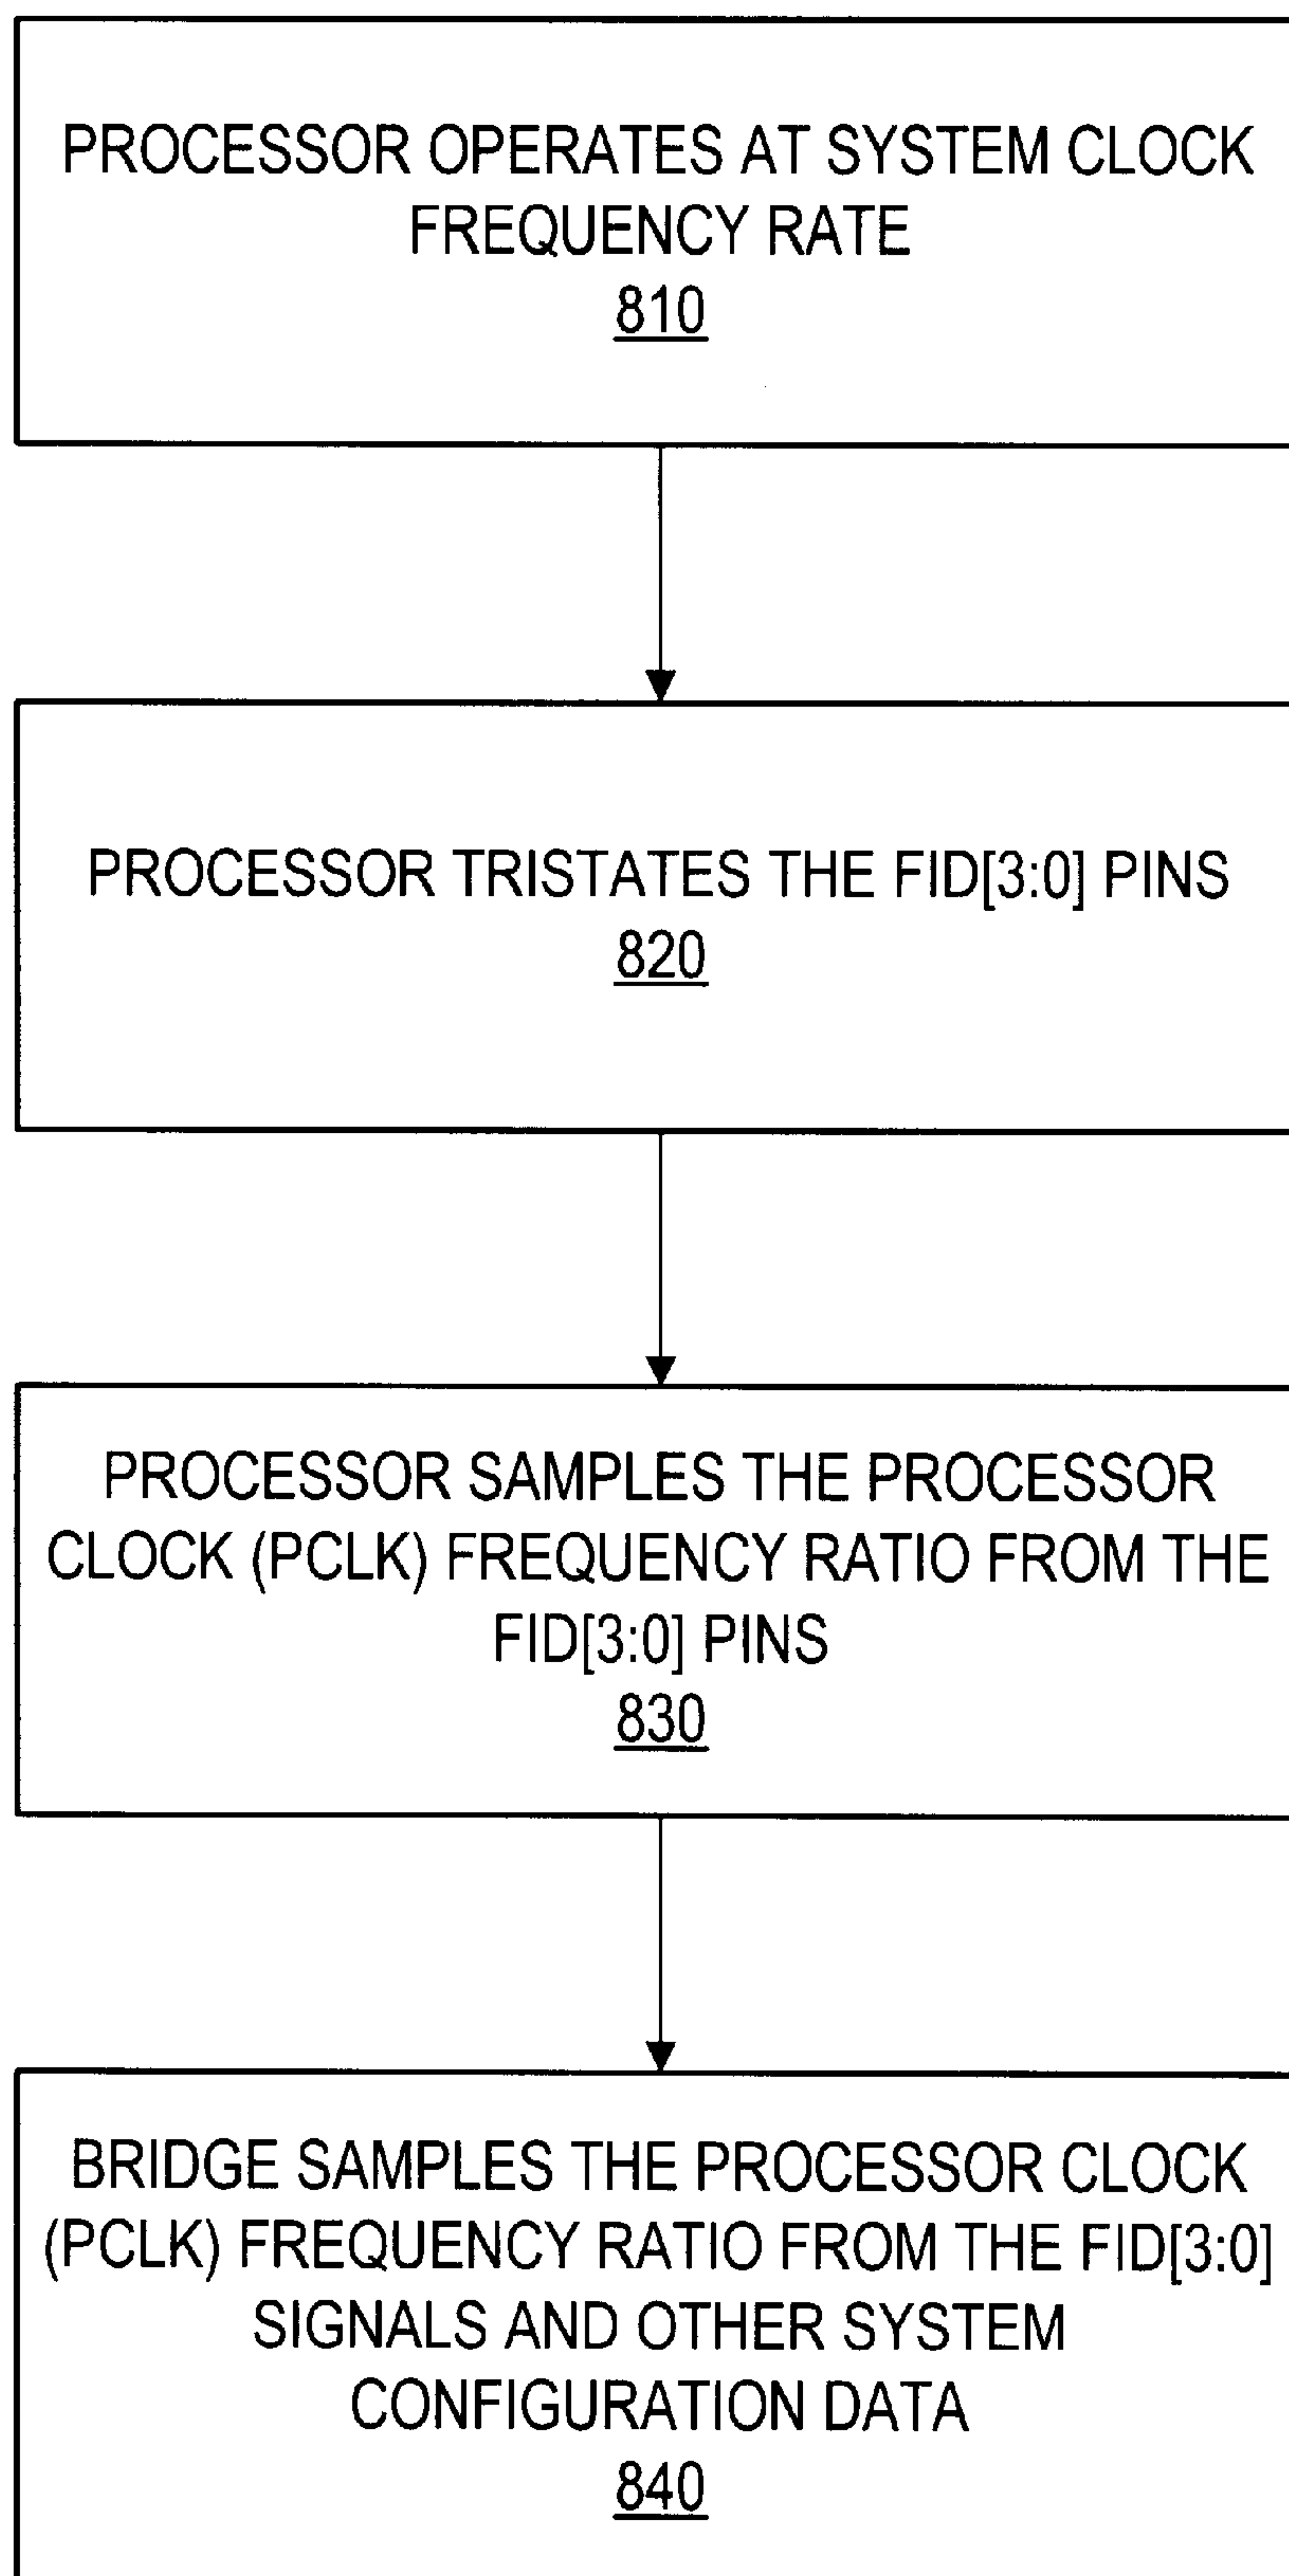 PROCESSOR OPERATES AT SYSTEM CLOCK
FREQUENCY RATE
810
PROCESSOR TRISTATES THE FID[3:0] PINS
820
PROCESSOR SAMPLES THE PROCESSOR
CLOCK (PCLK) FREQUENCY RATIO FROM THE
FID[3:0] PINS
830
BRIDGE SAMPLES THE PROCESSOR CLOCK
(PCLK) FREQUENCY RATIO FROM THE FID[3:0]
SIGNALS AND OTHER SYSTEM
CONFIGURATION DATA
840